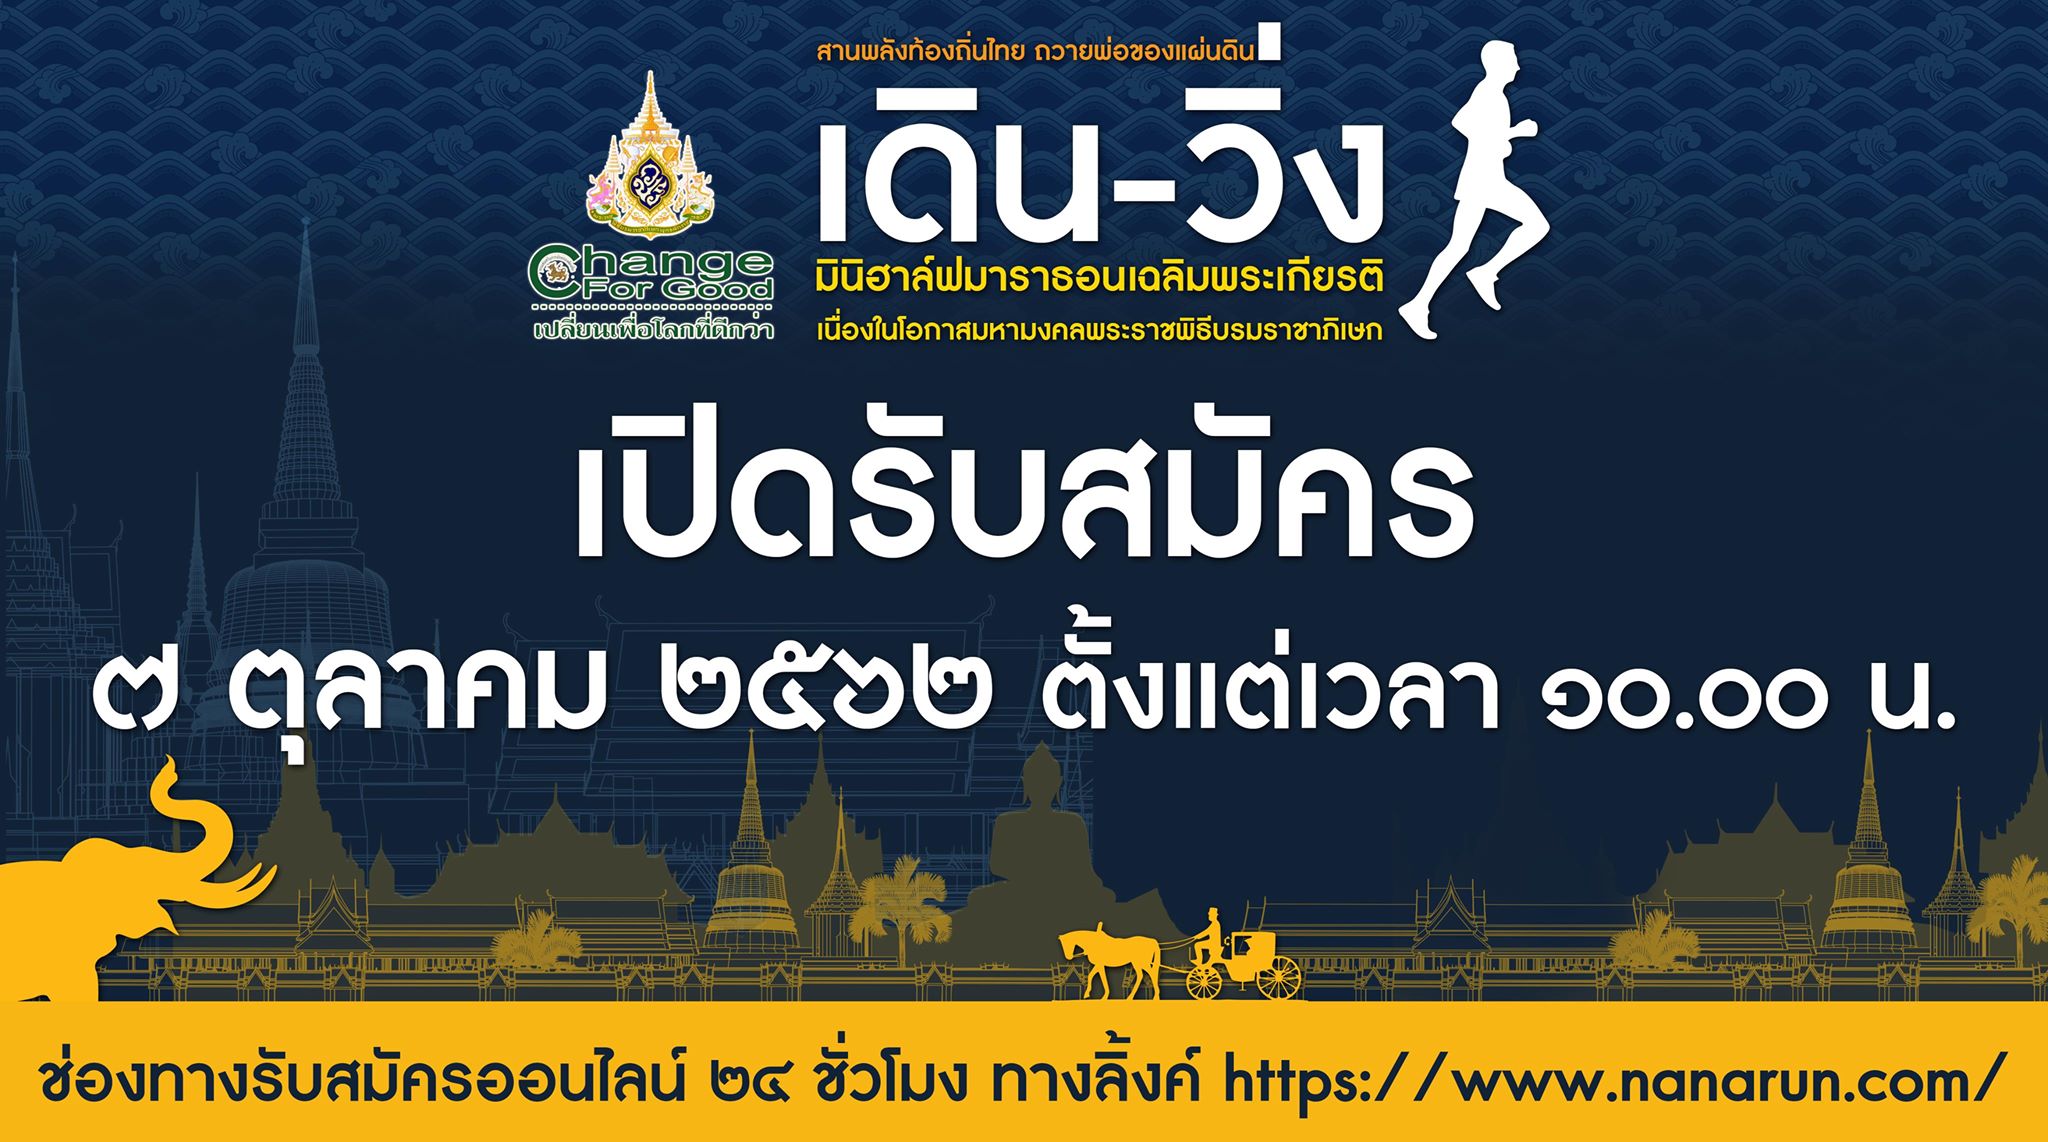 สานพลังท้องถิ่นไทย ถวายพ่อของแผ่นดิน
เดิน-วิ่ง
มินิฮาล์ฟมาราธอนเฉลิมพระเกียรติ
เนื่องในโอกาสมหามงคลพระราชพิธีบรมราชาภิเษก
Change
For Good
เปลี่ยนเพื่อโลกที่ดีกว่า
เปิดรับสมัคร
๗ ตุลาคม ๒๕๖๒ ตั้งแต่เวลา ๑๐.๐๐ น.
ช่องทางรับสมัครออนไลน์ ๒๔ ชั่วโมง ทางลิ้งค์ https://www.nanarun.com/